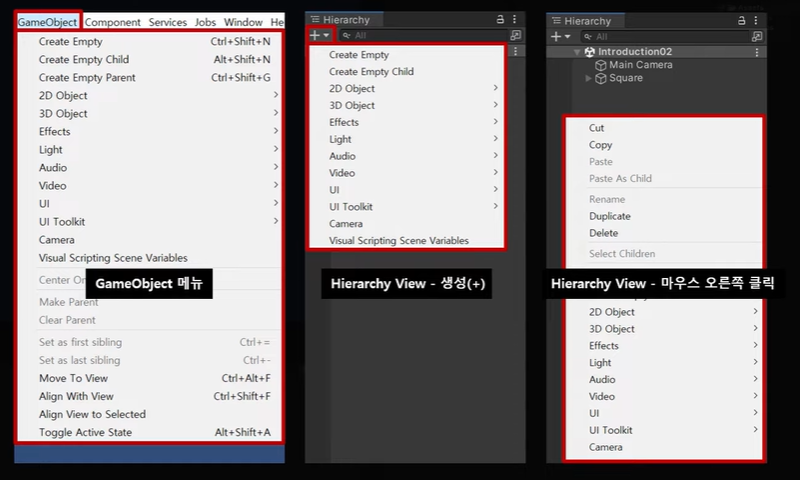 GameObject Component Services Jobs Window He
Create Empty Ctrl+Shift+N
Create Empty Child Alt+Shift+N
Create Empty Parent Ctrl+Shift+G
2D Object
3D Object
Effects
Light
Audio
Video
UI
UI Toolkit
Camera
Visual Scripting Scene Variables
Center On
GameObject 메뉴
Make Parent
Clear Parent
Set as first sibling Ctrl+=
Set as last sibling Ctrl+-
Move To View Ctrl+Alt+F
Align With View Ctrl+Shift+F
Align View to Selected
Toggle Active State Alt+Shift+A
Hierarchy
All
Create Empty
Create Empty Child
2D Object
3D Object
Effects
Light
Audio
Video
UI
UI Toolkit
Camera
Visual Scripting Scene Variables
Hierarchy View - 생성(+)
Hierarchy
All
Introduction02
Main Camera
Square
Cut
Copy
Paste
Paste As Child
Rename
Duplicate
Delete
Select Children
Hierarchy View - 마우스 오른쪽 클릭
2D Object
3D Object
Effects
Light
Audio
Video
UI
UI Toolkit
Camera